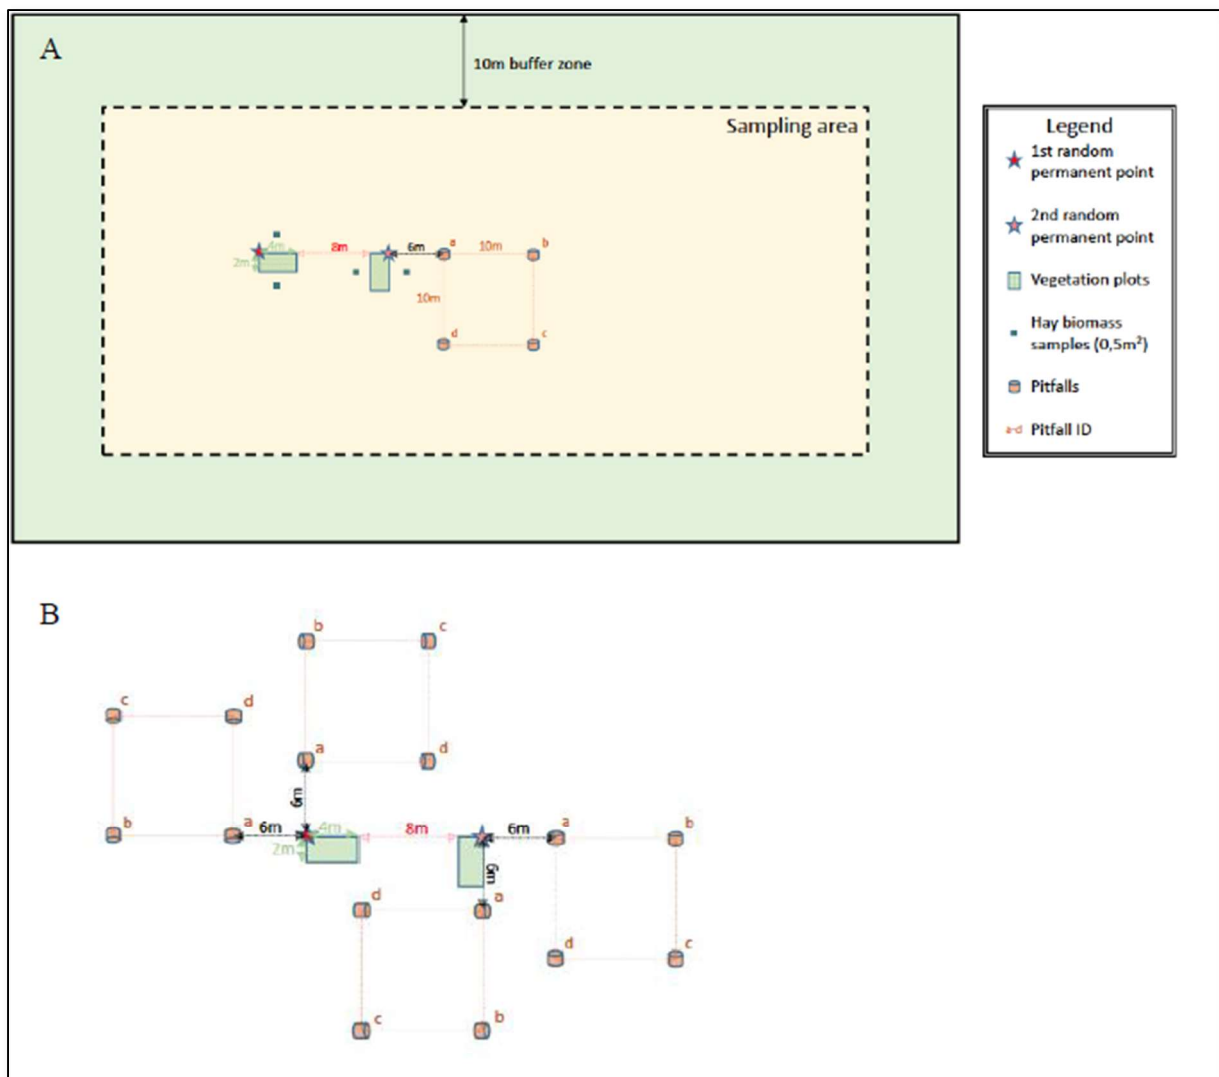 A
10m buffer zone
Sampling area
4m
8m
6m
a
10m
b
2m
10m
d
c
Legend
1st random
permanent point
2nd random
permanent point
Vegetation plots
Hay biomass
samples (0,5m²)
Pitfalls
a-d Pitfall ID
B
b
c
c
d
a
d
6m
b
a
6m
4m
8m
6m
a
b
2m
6m
d
a
d
c
c
b